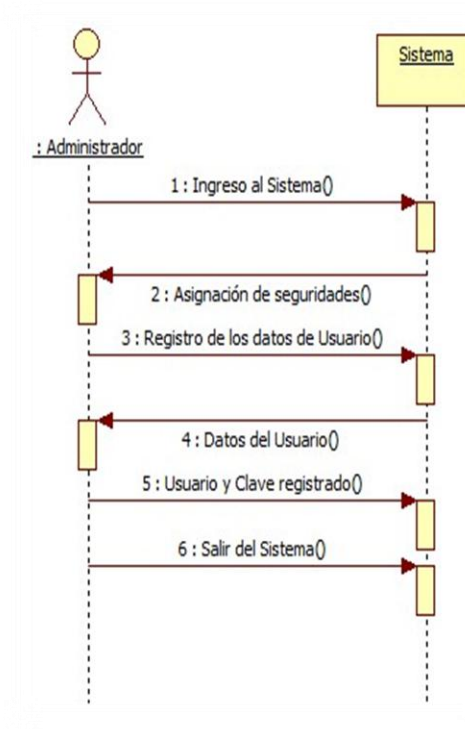 Sistema
: Administrador
1 : Ingreso al Sistema()
2 : Asignación de seguridades()
3 : Registro de los datos de Usuario()
4 : Datos del Usuario()
5 : Usuario y Clave registrado()
6 : Salir del Sistema()